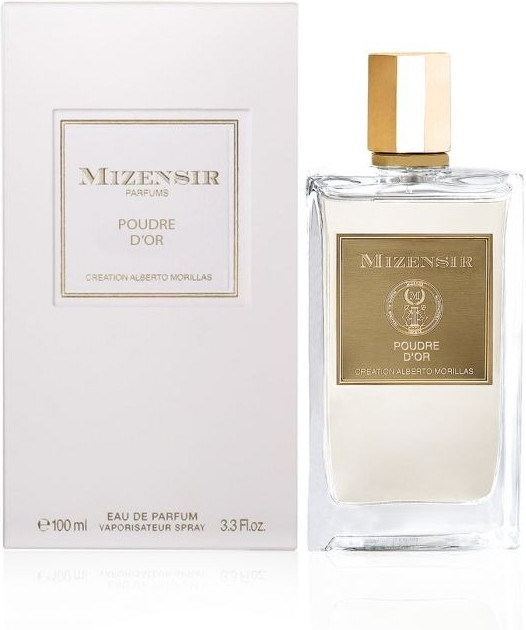 MIZENSIR
PARFUMS
POUDRE
D'OR
CREATION ALBERTO MORILLAS
℮100 ml
EAU DE PARFUM
VAPORISATEUR SPRAY
3.3 Fl.oz.
MIZENSIR
M
POUDRE
D'OR
CREATION ALBERTO MORILLAS